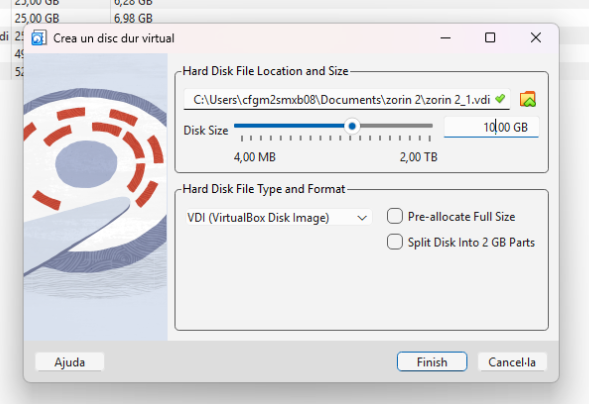 25,00 GB 6,28 GB
25,00 GB 6,98 GB
Crea un disc dur virtual
Hard Disk File Location and Size
C:\Users\cfgm2smxb08\Documents\zorin 2\zorin 2_1.vdi
Disk Size
10,00 GB
4,00 MB 2,00 TB
Hard Disk File Type and Format
VDI (VirtualBox Disk Image)
Pre-allocate Full Size
Split Disk Into 2 GB Parts
Ajuda Finish Cancel·la